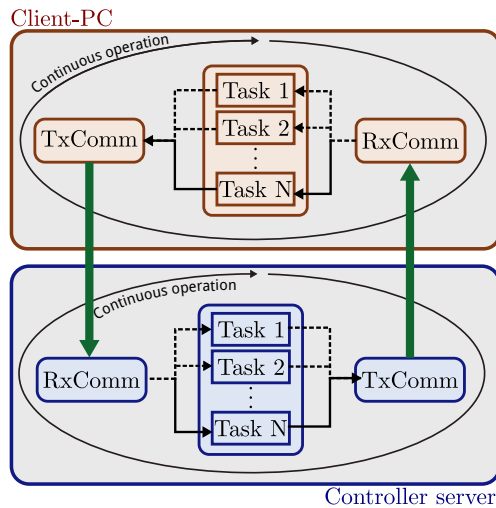 Client-PC
Continuous operation
Task 1
TxComm
Task 2
RxComm
Task N
Continuous operation
Task 1
RxComm
Task 2
TxComm
Task N
Controller server